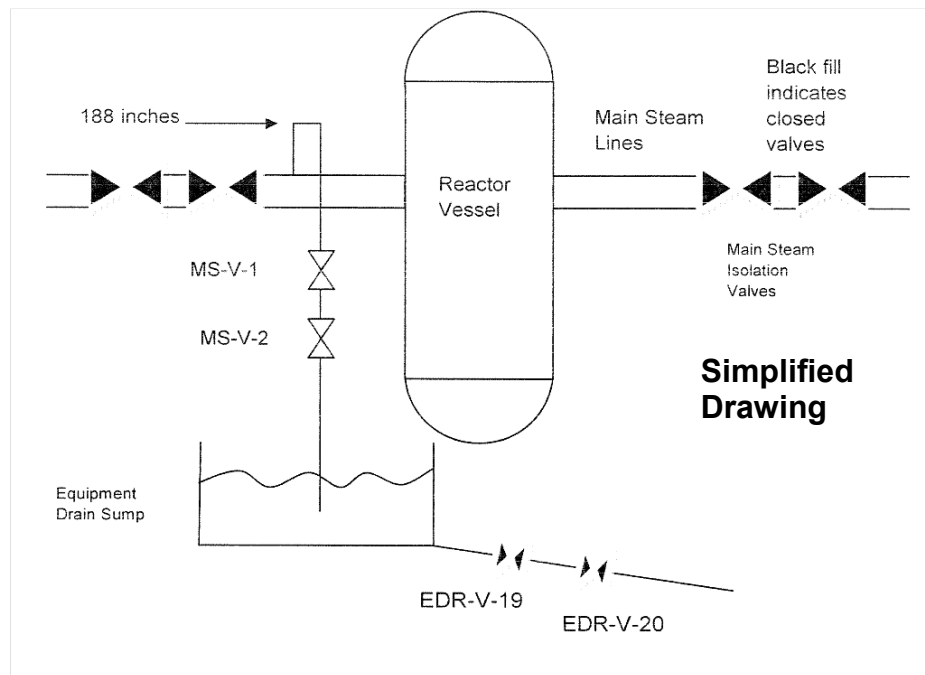 188 inches
Main Steam
Lines
Black fill
indicates
closed
valves
Reactor
Vessel
MS-V-1
MS-V-2
Main Steam
Isolation
Valves
Simplified
Drawing
Equipment
Drain Sump
EDR-V-19
EDR-V-20